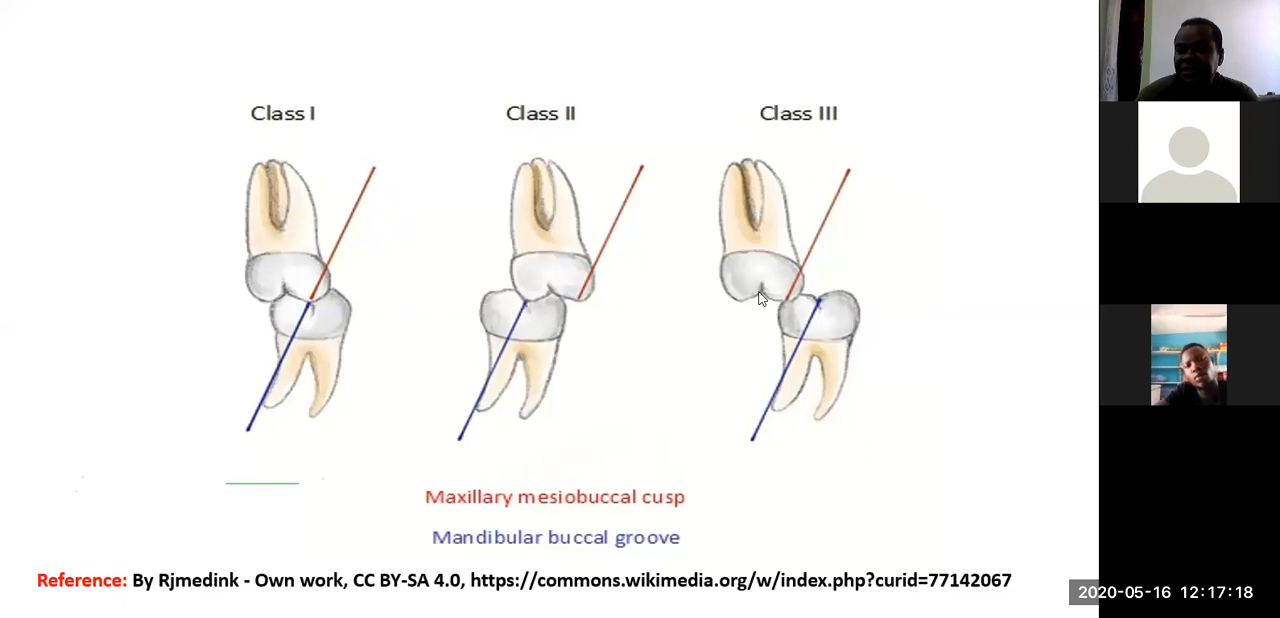 Class I
Class II
Class III
Maxillary mesiobuccal cusp
Mandibular buccal groove
Reference: By Rjmedink - Own work, CC BY-SA 4.0, https://commons.wikimedia.org/w/index.php?curid=77142067
2020-05-16 12:17:18